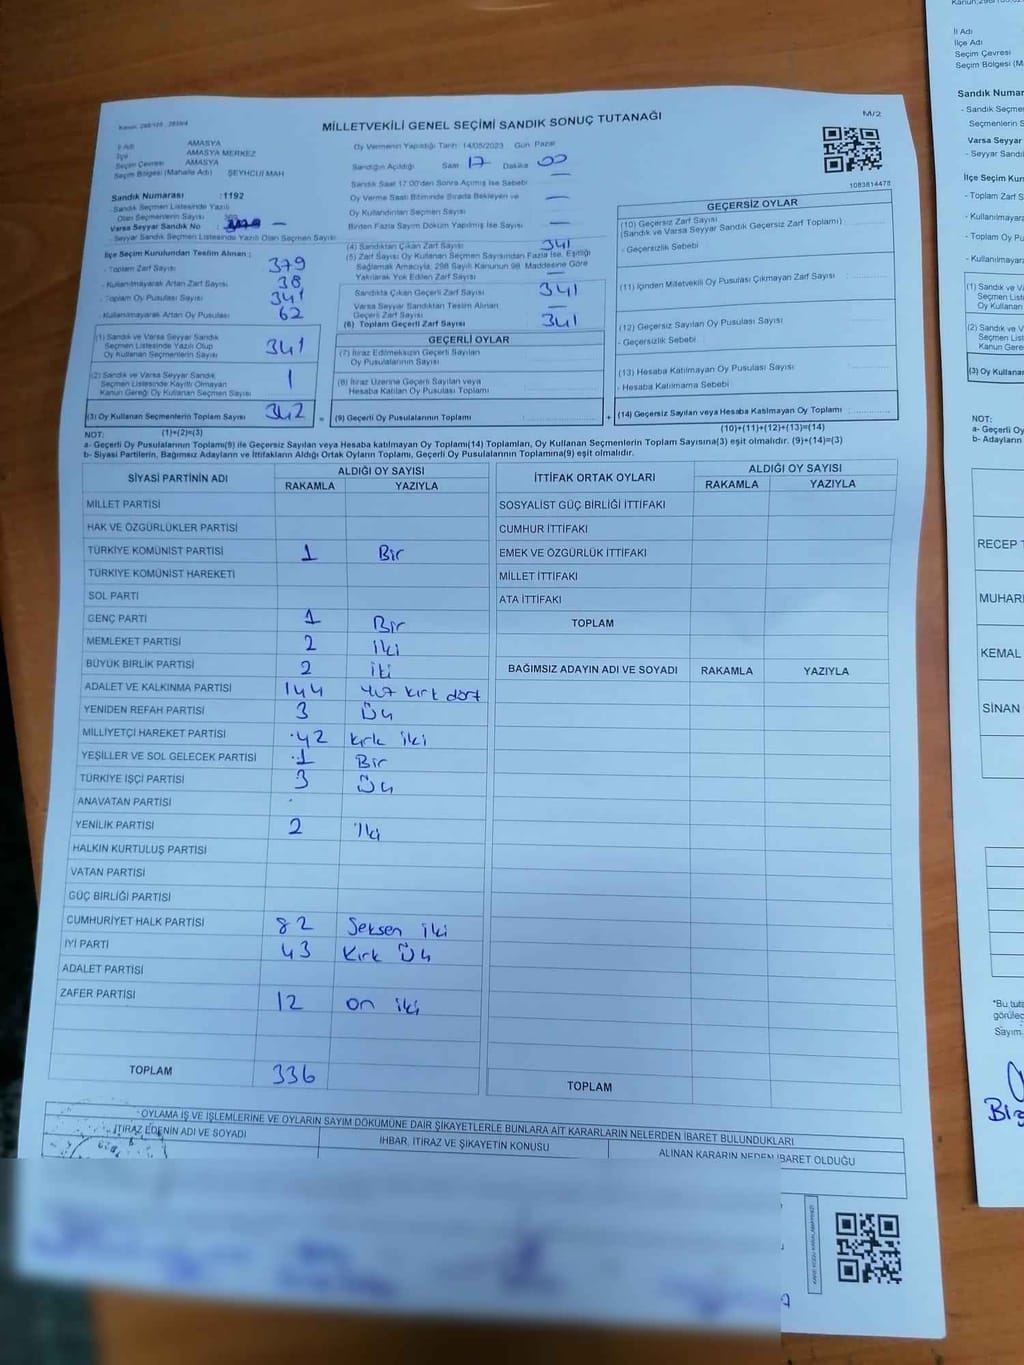 Kanun: 298/105 , 2839/4
MİLLETVEKİLİ GENEL SEÇİMİ SANDIK SONUÇ TUTANAĞI
M/2
İl Adı AMASYA
İlçe AMASYA MERKEZ
Seçim Çevresi AMASYA
Seçim Bölgesi (Mahalle Adı) ŞEYHCUİ MAH
Sandık Numarası :1192
- Sandık Seçmen Listesinde Yazılı
Olan Seçmenlerin Sayısı
Varsa Seyyar Sandık No —
- Seyyar Sandık Seçmen Listesinde Yazılı Olan Seçmen Sayısı
İlçe Seçim Kurulundan Teslim Alınan ;
- Toplam Zarf Sayısı 379
- Kullanılmayarak Artan Zarf Sayısı 38
- Toplam Oy Pusulası Sayısı 341
- Kullanılmayarak Artan Oy Pusulası 62
(1) Sandık ve Varsa Seyyar Sandık
Seçmen Listesinde Yazılı Olup
Oy Kullanan Seçmenlerin Sayısı 341
(2) Sandık ve Varsa Seyyar Sandık
Seçmen Listesinde Kayıtlı Olmayan
Kanun Gereği Oy Kullanan Seçmen Sayısı 1
(3) Oy Kullanan Seçmenlerin Toplam Sayısı 342
Oy Vermenin Yapıldığı Tarih: 14/05/2023 Gün: Pazar
Sandığın Açıldığı Saat 17 Dakika 00
Sandık Saat 17.00'den Sonra Açılmış İse Sebebi —
Oy Verme Saati Bitiminde Sırada Bekleyen ve
Oy Kullandırılan Seçmen Sayısı —
Birden Fazla Sayım Döküm Yapılmış İse Sayısı —
(4) Sandıktan Çıkan Zarf Sayısı 341
(5) Zarf Sayısı Oy Kullanan Seçmen Sayısından Fazla İse, Eşitliği
Sağlamak Amacıyla, 298 Sayılı Kanunun 98. Maddesine Göre
Yakılarak Yok Edilen Zarf Sayısı —
Sandıkta Çıkan Geçerli Zarf Sayısı 341
Varsa Seyyar Sandıktan Teslim Alınan
Geçerli Zarf Sayısı —
(6) Toplam Geçerli Zarf Sayısı 341
GEÇERLİ OYLAR
(7) İtiraz Edilmeksizin Geçerli Sayılan
Oy Pusulalarının Sayısı
(8) İtiraz Üzerine Geçerli Sayılan veya
Hesaba Katılan Oy Pusulası Toplamı
= (9) Geçerli Oy Pusulalarının Toplamı
1083814478
GEÇERSİZ OYLAR
(10) Geçersiz Zarf Sayısı
(Sandık ve Varsa Seyyar Sandık Geçersiz Zarf Toplamı)
- Geçersizlik Sebebi
(11) İçinden Milletvekili Oy Pusulası Çıkmayan Zarf Sayısı
(12) Geçersiz Sayılan Oy Pusulası Sayısı
- Geçersizlik Sebebi
(13) Hesaba Katılmayan Oy Pusulası Sayısı
- Hesaba Katılmama Sebebi
+ (14) Geçersiz Sayılan veya Hesaba Katılmayan Oy Toplamı
(10)+(11)+(12)+(13)=(14)
NOT: (1)+(2)=(3)
a- Geçerli Oy Pusulalarının Toplamı(9) ile Geçersiz Sayılan veya Hesaba katılmayan Oy Toplamı(14) Toplamları, Oy Kullanan Seçmenlerin Toplam Sayısına(3) eşit olmalıdır. (9)+(14)=(3)
b- Siyasi Partilerin, Bağımsız Adayların ve İttifakların Aldığı Ortak Oyların Toplamı, Geçerli Oy Pusulalarının Toplamına(9) eşit olmalıdır.
SİYASİ PARTİNİN ADI ALDIĞI OY SAYISI
RAKAMLA YAZIYLA
MİLLET PARTİSİ
HAK VE ÖZGÜRLÜKLER PARTİSİ
TÜRKİYE KOMÜNİST PARTİSİ 1 Bir
TÜRKİYE KOMÜNİST HAREKETİ
SOL PARTİ
GENÇ PARTİ 1 Bir
MEMLEKET PARTİSİ 2 iki
BÜYÜK BİRLİK PARTİSİ 2 iki
ADALET VE KALKINMA PARTİSİ 144 yüz kırk dört
YENİDEN REFAH PARTİSİ 3 Üç
MİLLİYETÇİ HAREKET PARTİSİ 42 kırk iki
YEŞİLLER VE SOL GELECEK PARTİSİ 1 Bir
TÜRKİYE İŞÇİ PARTİSİ 3 Üç
ANAVATAN PARTİSİ
YENİLİK PARTİSİ 2 İki
HALKIN KURTULUŞ PARTİSİ
VATAN PARTİSİ
GÜÇ BİRLİĞİ PARTİSİ
CUMHURİYET HALK PARTİSİ 82 Seksen iki
İYİ PARTİ 43 Kırk Üç
ADALET PARTİSİ
ZAFER PARTİSİ 12 on iki
TOPLAM 336
İTTİFAK ORTAK OYLARI ALDIĞI OY SAYISI
RAKAMLA YAZIYLA
SOSYALİST GÜÇ BİRLİĞİ İTTİFAKI
CUMHUR İTTİFAKI
EMEK VE ÖZGÜRLÜK İTTİFAKI
MİLLET İTTİFAKI
ATA İTTİFAKI
TOPLAM
BAĞIMSIZ ADAYIN ADI VE SOYADI RAKAMLA YAZIYLA
TOPLAM
OYLAMA İŞ VE İŞLEMLERİNE VE OYLARIN SAYIM DÖKÜMÜNE DAİR ŞİKAYETLERLE BUNLARA AİT KARARLARIN NELERDEN İBARET BULUNDUKLARI
İTİRAZ EDENİN ADI VE SOYADI
İHBAR, İTİRAZ VE ŞİKAYETİN KONUSU
ALINAN KARARIN NEDEN İBARET OLDUĞU
İl Adı
İlçe Adı
Seçim Çevresi
Seçim Bölgesi (M
Sandık Numar
- Sandık Seçme
Seçmenlerin S
Varsa Seyyar
- Seyyar Sandı
İlçe Seçim Kur
- Toplam Zarf S
- Kullanılmayar
- Toplam Oy Pu
- Kullanılmaya
(1) Sandık ve Va
Seçmen List
Oy Kullanan
(2) Sandık ve
Seçmen List
Kanun Gere
(3) Oy Kullanan
NOT:
a- Geçerli Oy
b- Adayların
RECEP T
MUHAR
KEMAL
SİNAN
*Bu tuta
görüleç
Sayım